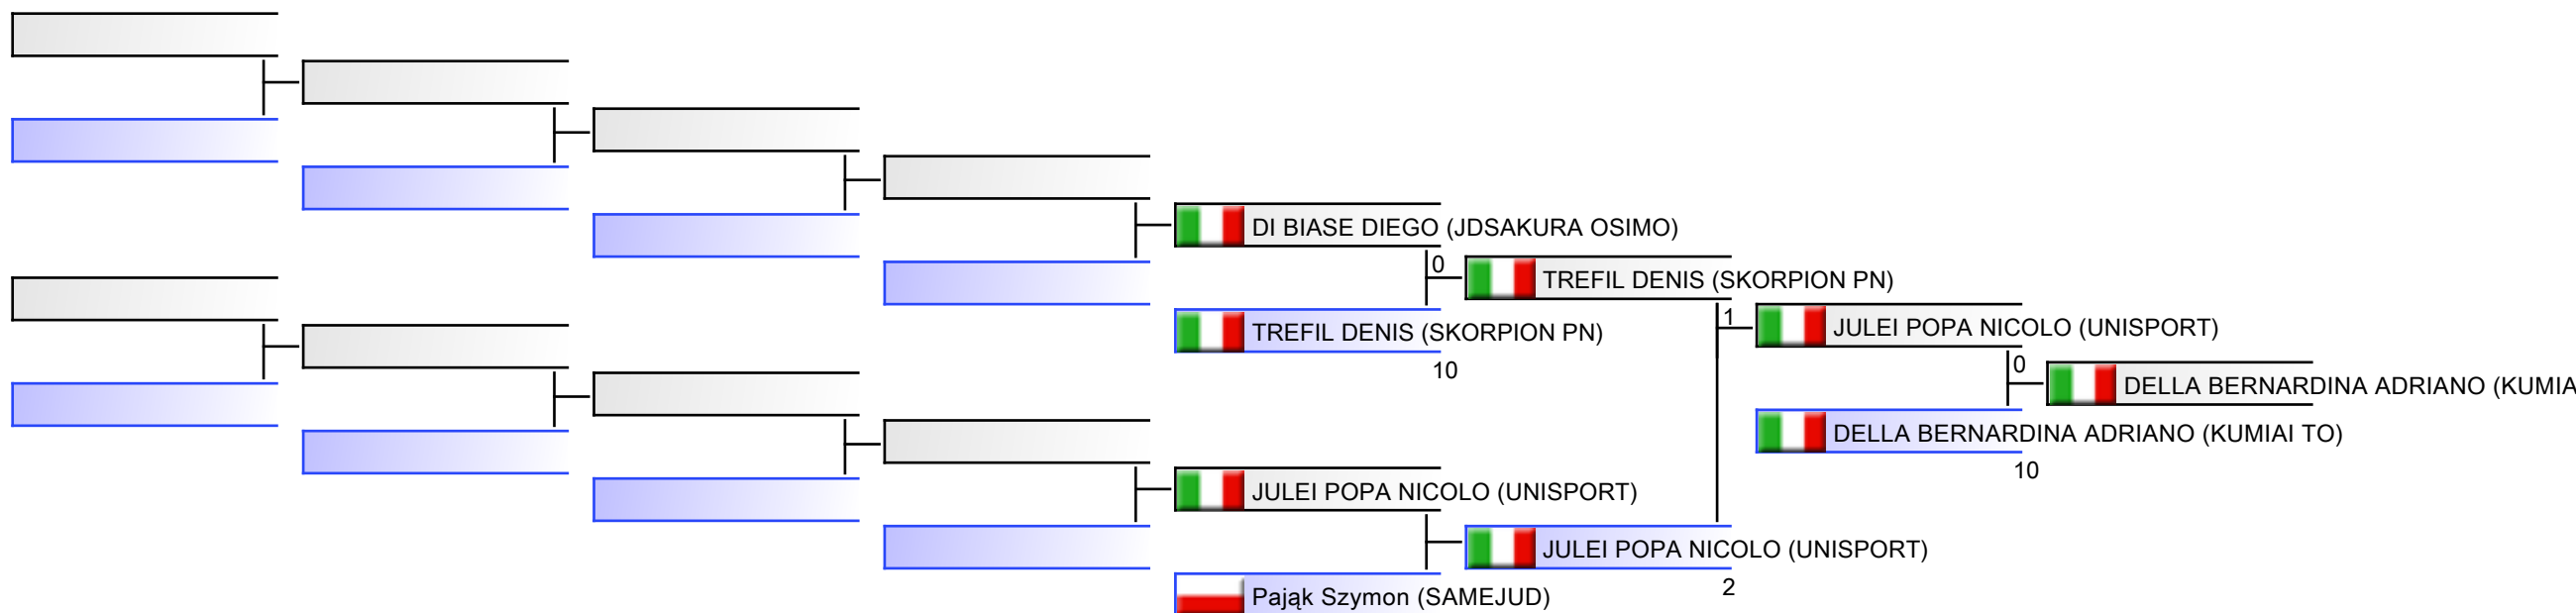 DI BIASE DIEGO (JDSAKURA OSIMO)
0
TREFIL DENIS (SKORPION PN)
TREFIL DENIS (SKORPION PN)
10
1
JULEI POPA NICOLO (UNISPORT)
0
DELLA BERNARDINA ADRIANO (KUMIA
DELLA BERNARDINA ADRIANO (KUMIAI TO)
10
JULEI POPA NICOLO (UNISPORT)
JULEI POPA NICOLO (UNISPORT)
2
Pająk Szymon (SAMEJUD)